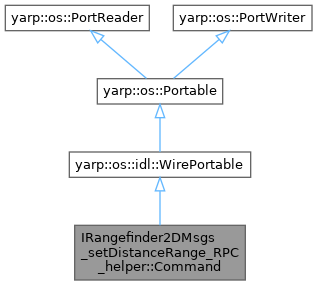 yarp::os::PortReader
yarp::os::PortWriter
yarp::os::Portable
yarp::os::idl::WirePortable
IRangefinder2DMsgs
_setDistanceRange_RPC
_helper::Command